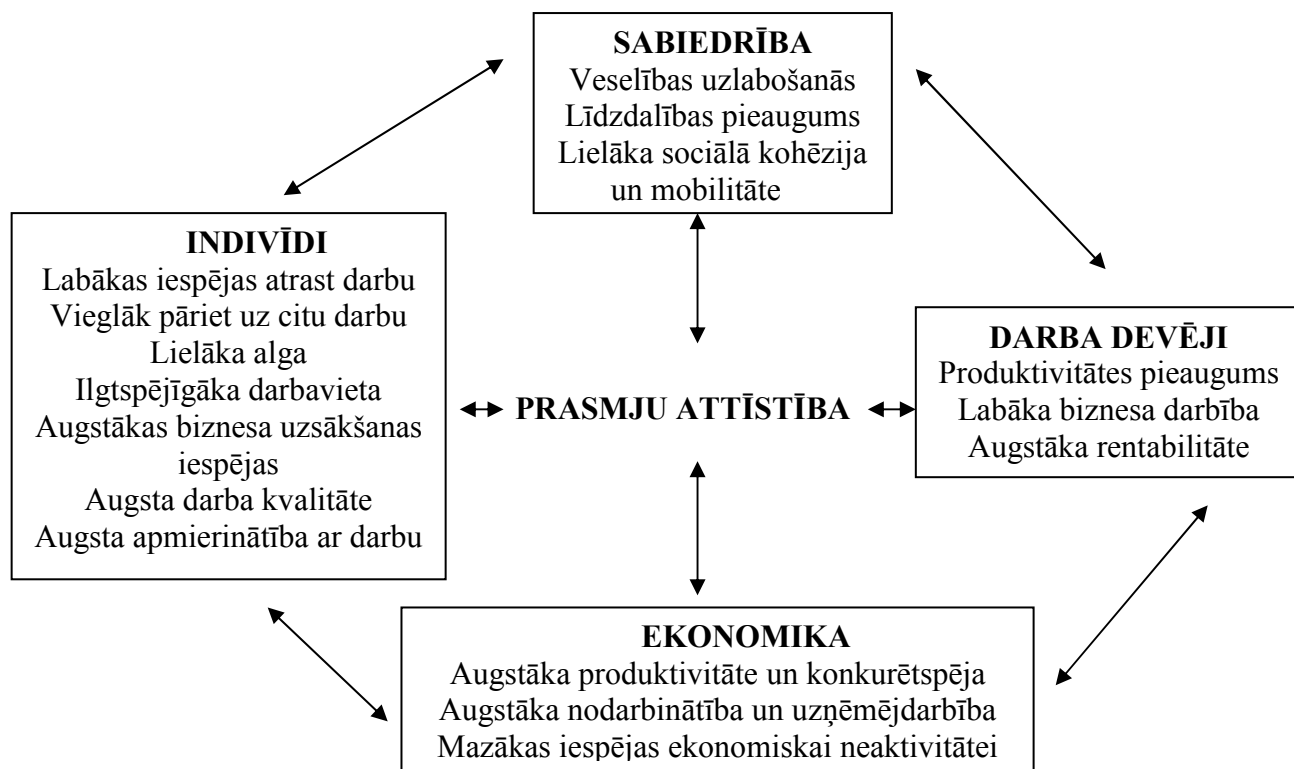 SABIEDRĪBA
Veselības uzlabošanās
Līdzdalības pieaugums
Lielāka sociālā kohēzija
un mobilitāte
INDIVĪDI
Labākas iespējas atrast darbu
Vieglāk pāriet uz citu darbu
Lielāka alga
Ilgtspējīgāka darbavieta
Augstākas biznesa uzsākšanas
iespējas
Augsta darba kvalitāte
Augsta apmierinātība ar darbu
PRASMJU ATTĪSTĪBA
DARBA DEVĒJI
Produktivitātes pieaugums
Labāka biznesa darbība
Augstāka rentabilitāte
EKONOMIKA
Augstāka produktivitāte un konkurētspēja
Augstāka nodarbinātība un uzņēmējdarbība
Mazākas iespējas ekonomiskai neaktivitātei